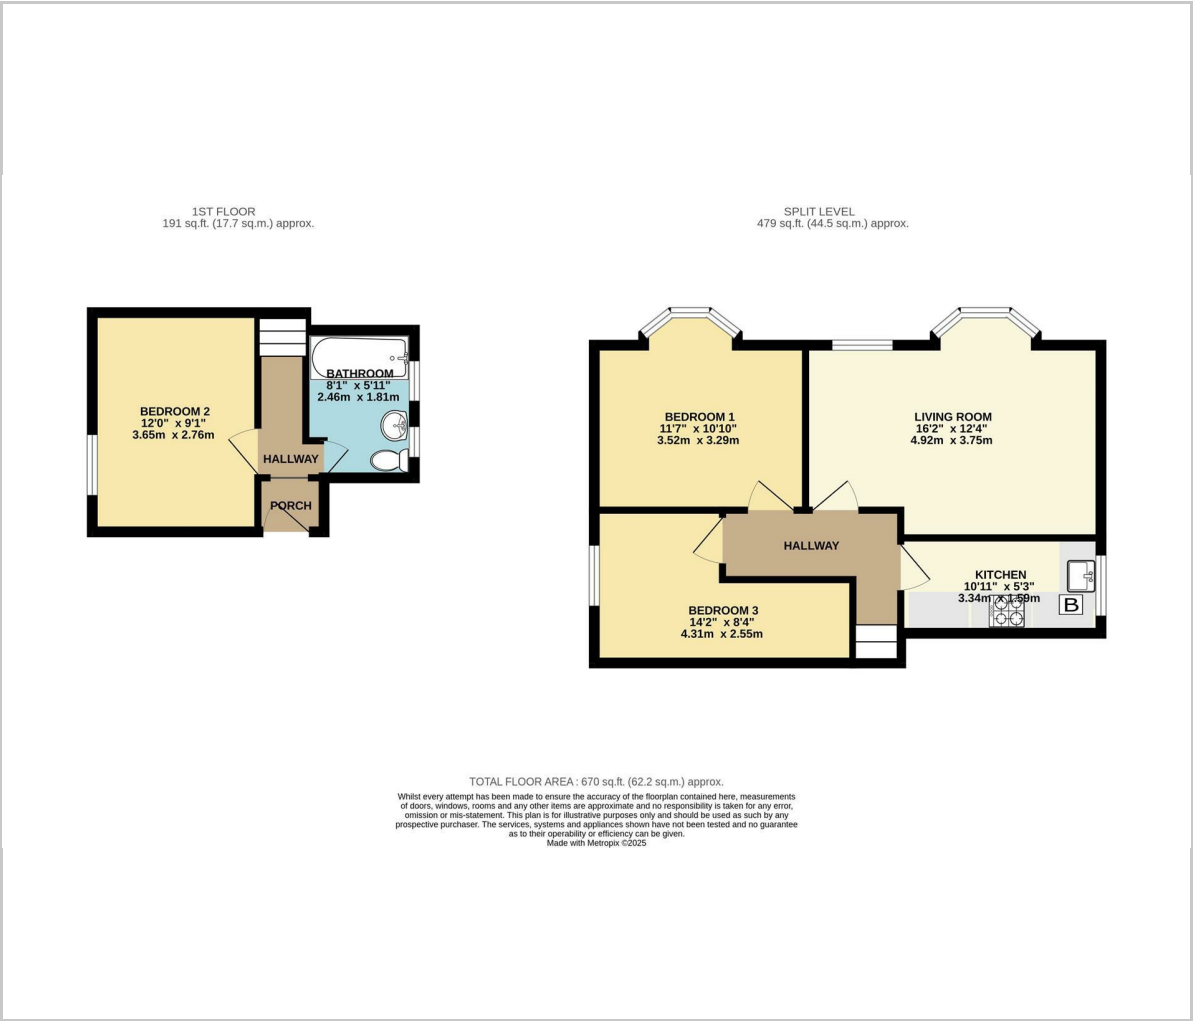 1ST FLOOR
191 sq.ft. (17.7 sq.m.) approx.
SPLIT LEVEL
479 sq.ft. (44.5 sq.m.) approx.
BATHROOM
8'1" x 5'11"
2.46m x 1.81m
BEDROOM 2
12'0" x 9'1"
3.65m x 2.76m
HALLWAY
PORCH
BEDROOM 1
11'7" x 10'10"
3.52m x 3.29m
LIVING ROOM
16'2" x 12'4"
4.92m x 3.75m
HALLWAY
KITCHEN
10'11" x 5'3"
3.34m x 1.59m
B
BEDROOM 3
14'2" x 8'4"
4.31m x 2.55m
TOTAL FLOOR AREA : 670 sq.ft. (62.2 sq.m.) approx.
Whilst every attempt has been made to ensure the accuracy of the floorplan contained here, measurements
of doors, windows, rooms and any other items are approximate and no responsibility is taken for any error,
omission or mis-statement. This plan is for illustrative purposes only and should be used as such by any
prospective purchaser. The services, systems and appliances shown have not been tested and no guarantee
as to their operability or efficiency can be given.
Made with Metropix ©2025